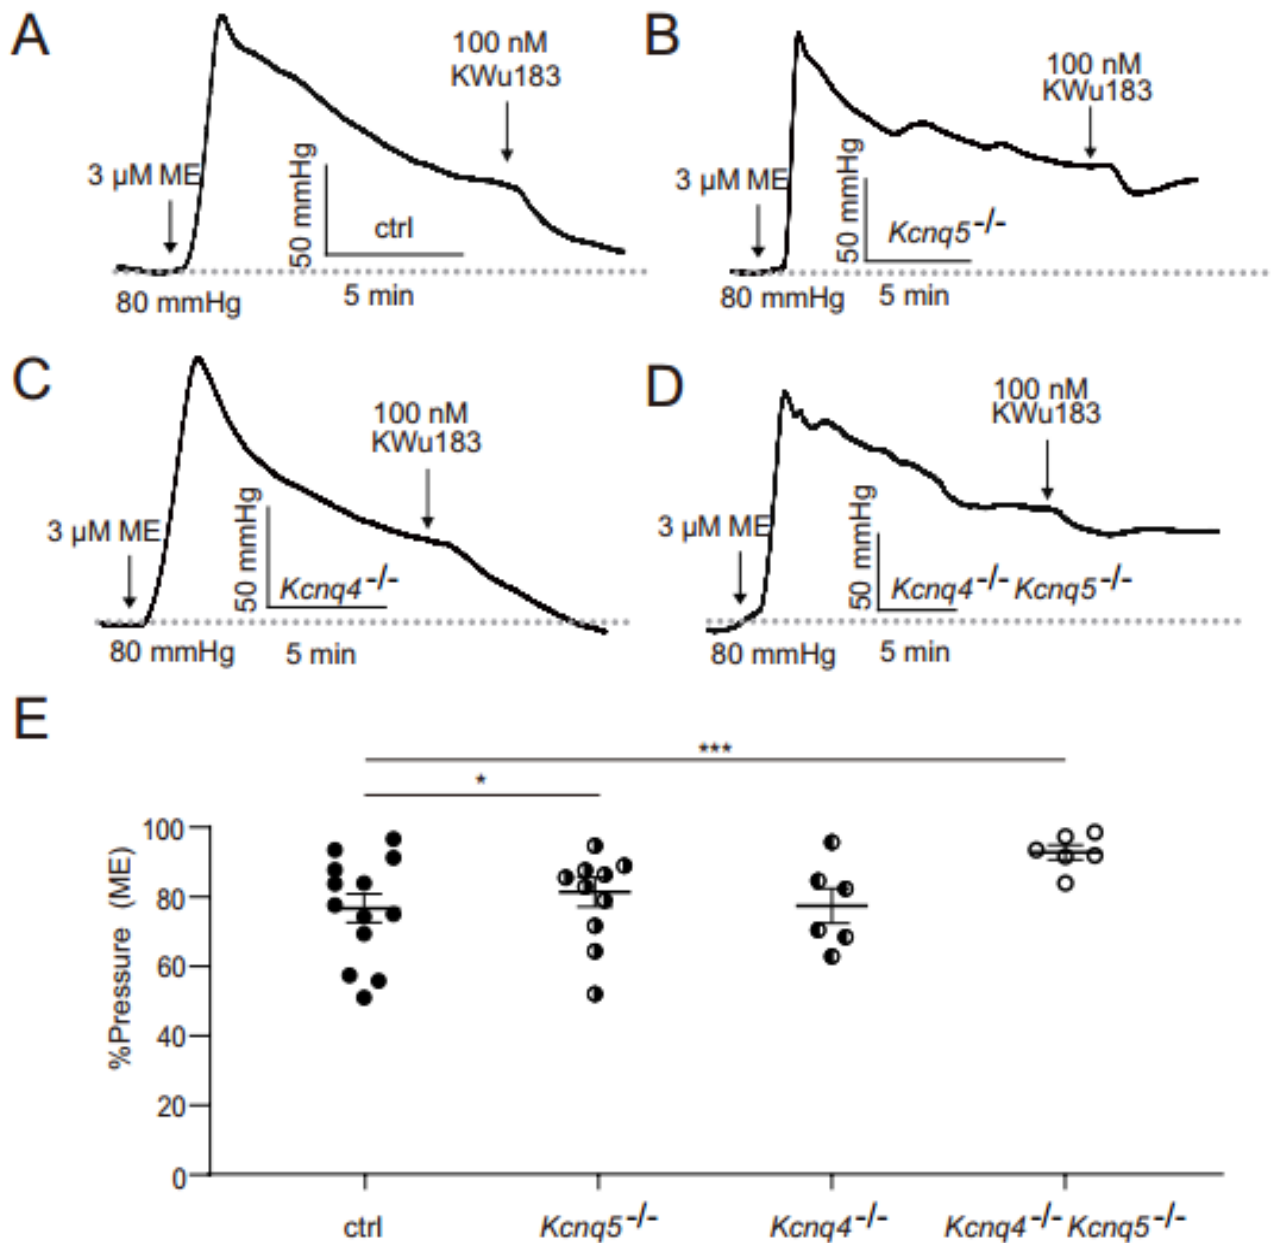 A
100 nM
KWu183
3 µM ME
50 mmHg
ctrl
80 mmHg
5 min
B
100 nM
KWu183
3 µM ME
50 mmHg
Kcnq5-/-
80 mmHg
5 min
C
100 nM
KWu183
3 µM ME
50 mmHg
Kcnq4-/-
80 mmHg
5 min
D
100 nM
KWu183
3 µM ME
50 mmHg
Kcnq4-/- Kcnq5-/-
80 mmHg
5 min
E
***
*
%Pressure (ME)
100
80
60
40
20
0
ctrl
Kcnq5-/-
Kcnq4-/-
Kcnq4-/- Kcnq5-/-